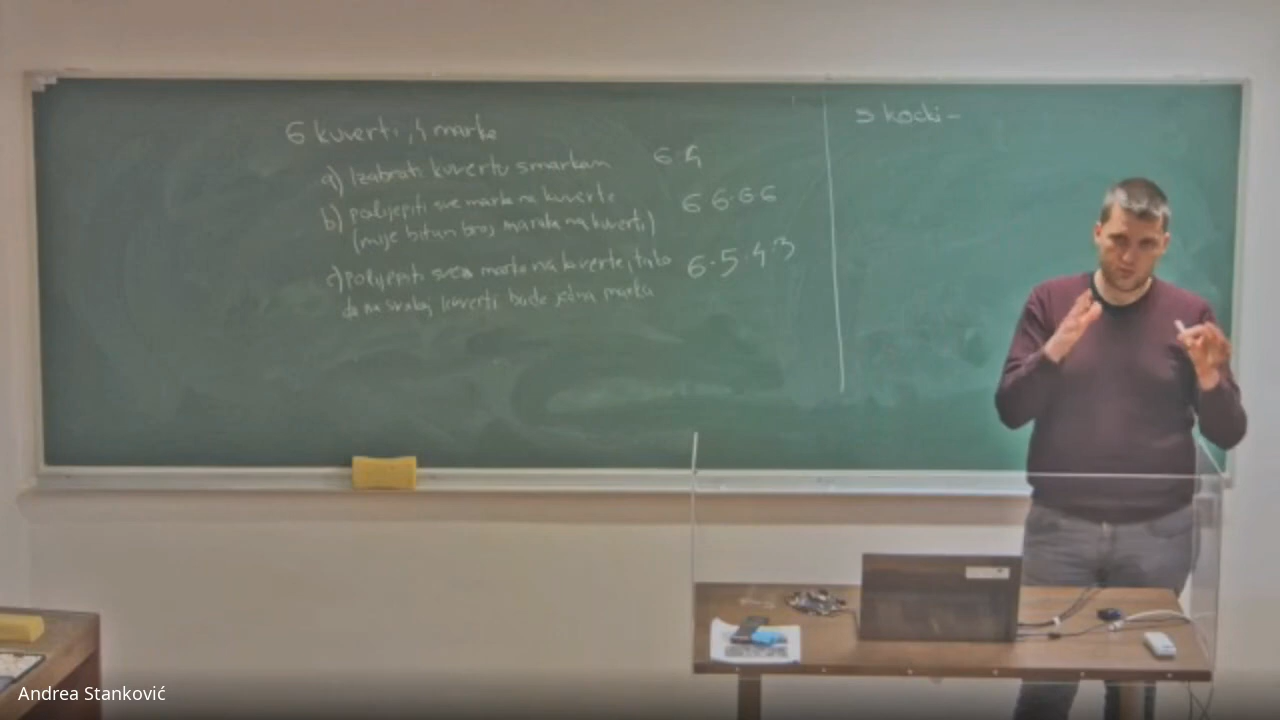 6 kuverti, 4 marke
a) Izabrati kuvertu s markom 6·4
b) polijepiti sve marke na kuverte 6·6·6·6
(nije bitan broj maraka na kuverti)
c) polijepiti sve marke na kuverte, tako 6·5·4·3
da na svakoj kuverti bude jedna marka
5 kocki –
Andrea Stanković